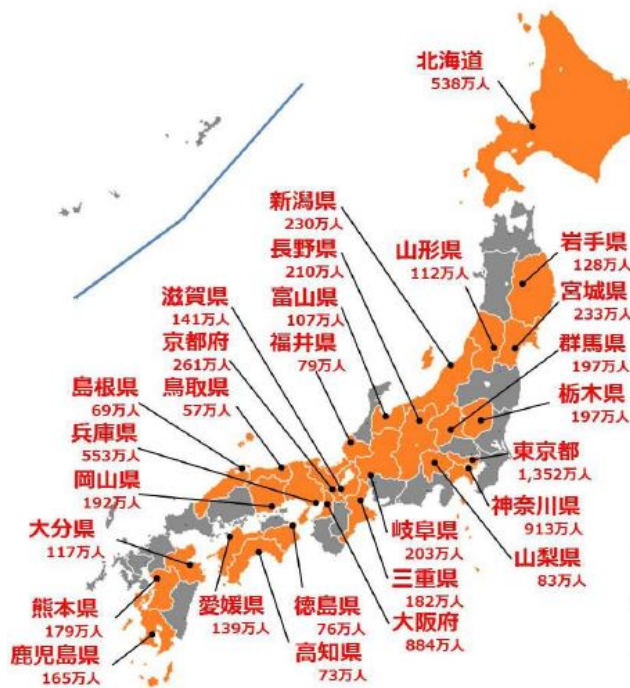 北海道
538万人
新潟県
230万人
長野県
210万人
山形県
112万人
岩手県
128万人
宮城県
233万人
滋賀県
141万人
富山県
107万人
群馬県
197万人
京都府
261万人
福井県
79万人
栃木県
197万人
島根県
69万人
鳥取県
57万人
兵庫県
553万人
東京都
1,352万人
岡山県
192万人
神奈川県
913万人
大分県
117万人
岐阜県
203万人
山梨県
83万人
三重県
182万人
熊本県
179万人
愛媛県
139万人
徳島県
76万人
大阪府
884万人
鹿児島県
165万人
高知県
73万人